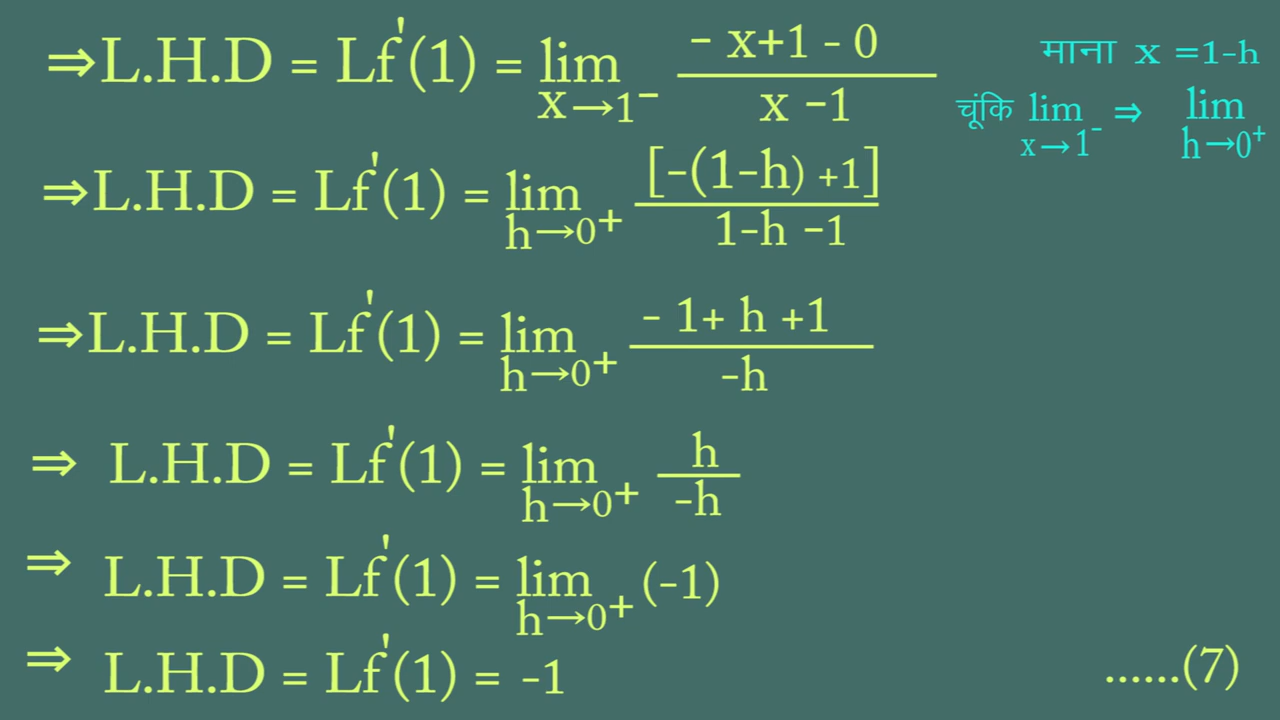 ⇒L.H.D = Lf'(1) = lim x→1⁻ (- x+1 - 0)/(x -1)
माना x =1-h
चूंकि lim x→1⁻ ⇒ lim h→0⁺
⇒L.H.D = Lf'(1) = lim h→0⁺ [-(1-h) +1]/(1-h -1)
⇒L.H.D = Lf'(1) = lim h→0⁺ (- 1+ h +1)/(-h)
⇒ L.H.D = Lf'(1) = lim h→0⁺ h/(-h)
⇒ L.H.D = Lf'(1) = lim h→0⁺ (-1)
⇒ L.H.D = Lf'(1) = -1 ......(7)